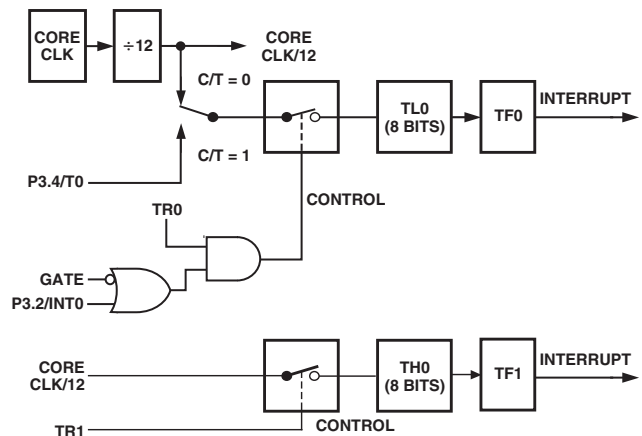 CORE
CLK
÷12
CORE
CLK/12
C/T = 0
C/T = 1
P3.4/T0
TL0
(8 BITS)
TF0
INTERRUPT
CONTROL
TR0
GATE
P3.2/INT0
CORE
CLK/12
TH0
(8 BITS)
TF1
INTERRUPT
TR1
CONTROL